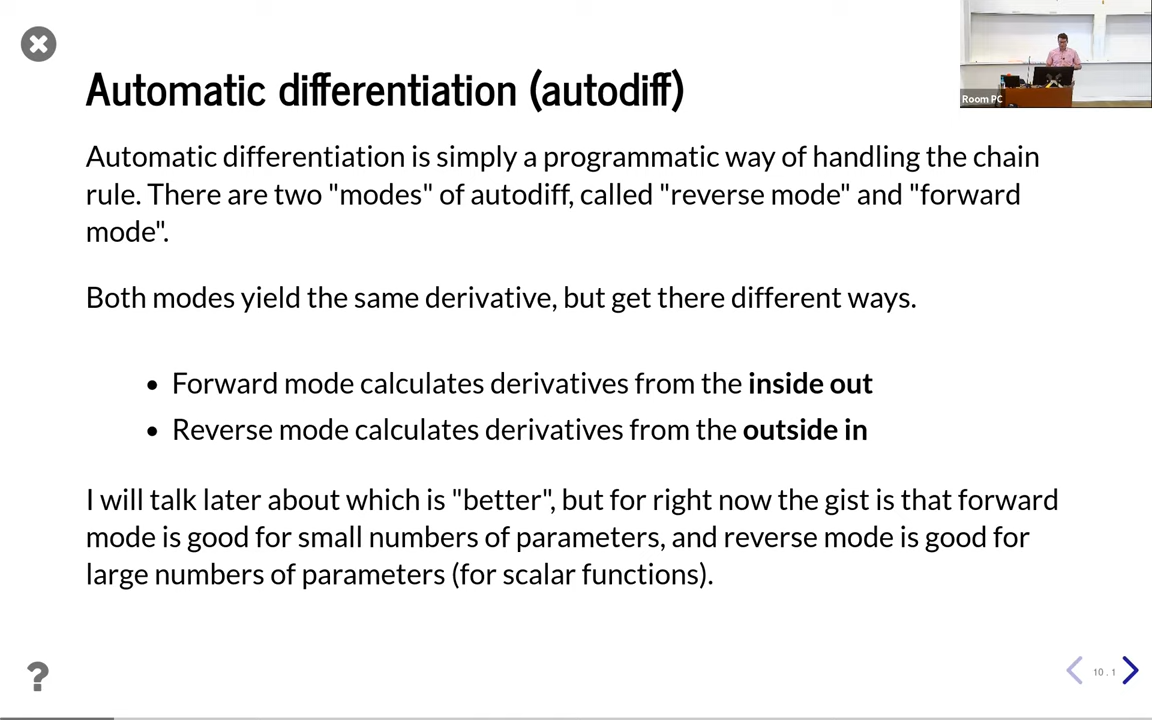 Automatic differentiation (autodiff)
Room PC
Automatic differentiation is simply a programmatic way of handling the chain
rule. There are two "modes" of autodiff, called "reverse mode" and "forward
mode".
Both modes yield the same derivative, but get there different ways.
• Forward mode calculates derivatives from the inside out
• Reverse mode calculates derivatives from the outside in
I will talk later about which is "better", but for right now the gist is that forward
mode is good for small numbers of parameters, and reverse mode is good for
large numbers of parameters (for scalar functions).
?
10 . 1